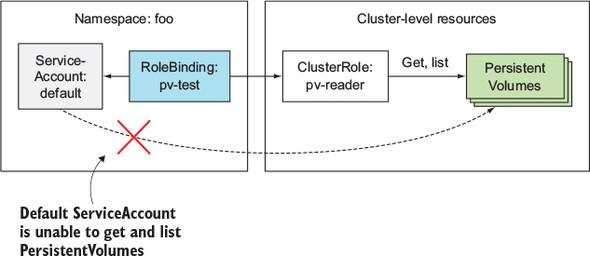 Namespace: foo
Service-
Account:
default
RoleBinding:
pv-test
Cluster-level resources
ClusterRole:
pv-reader
Get, list
Persistent
Volumes
Default ServiceAccount
is unable to get and list
PersistentVolumes